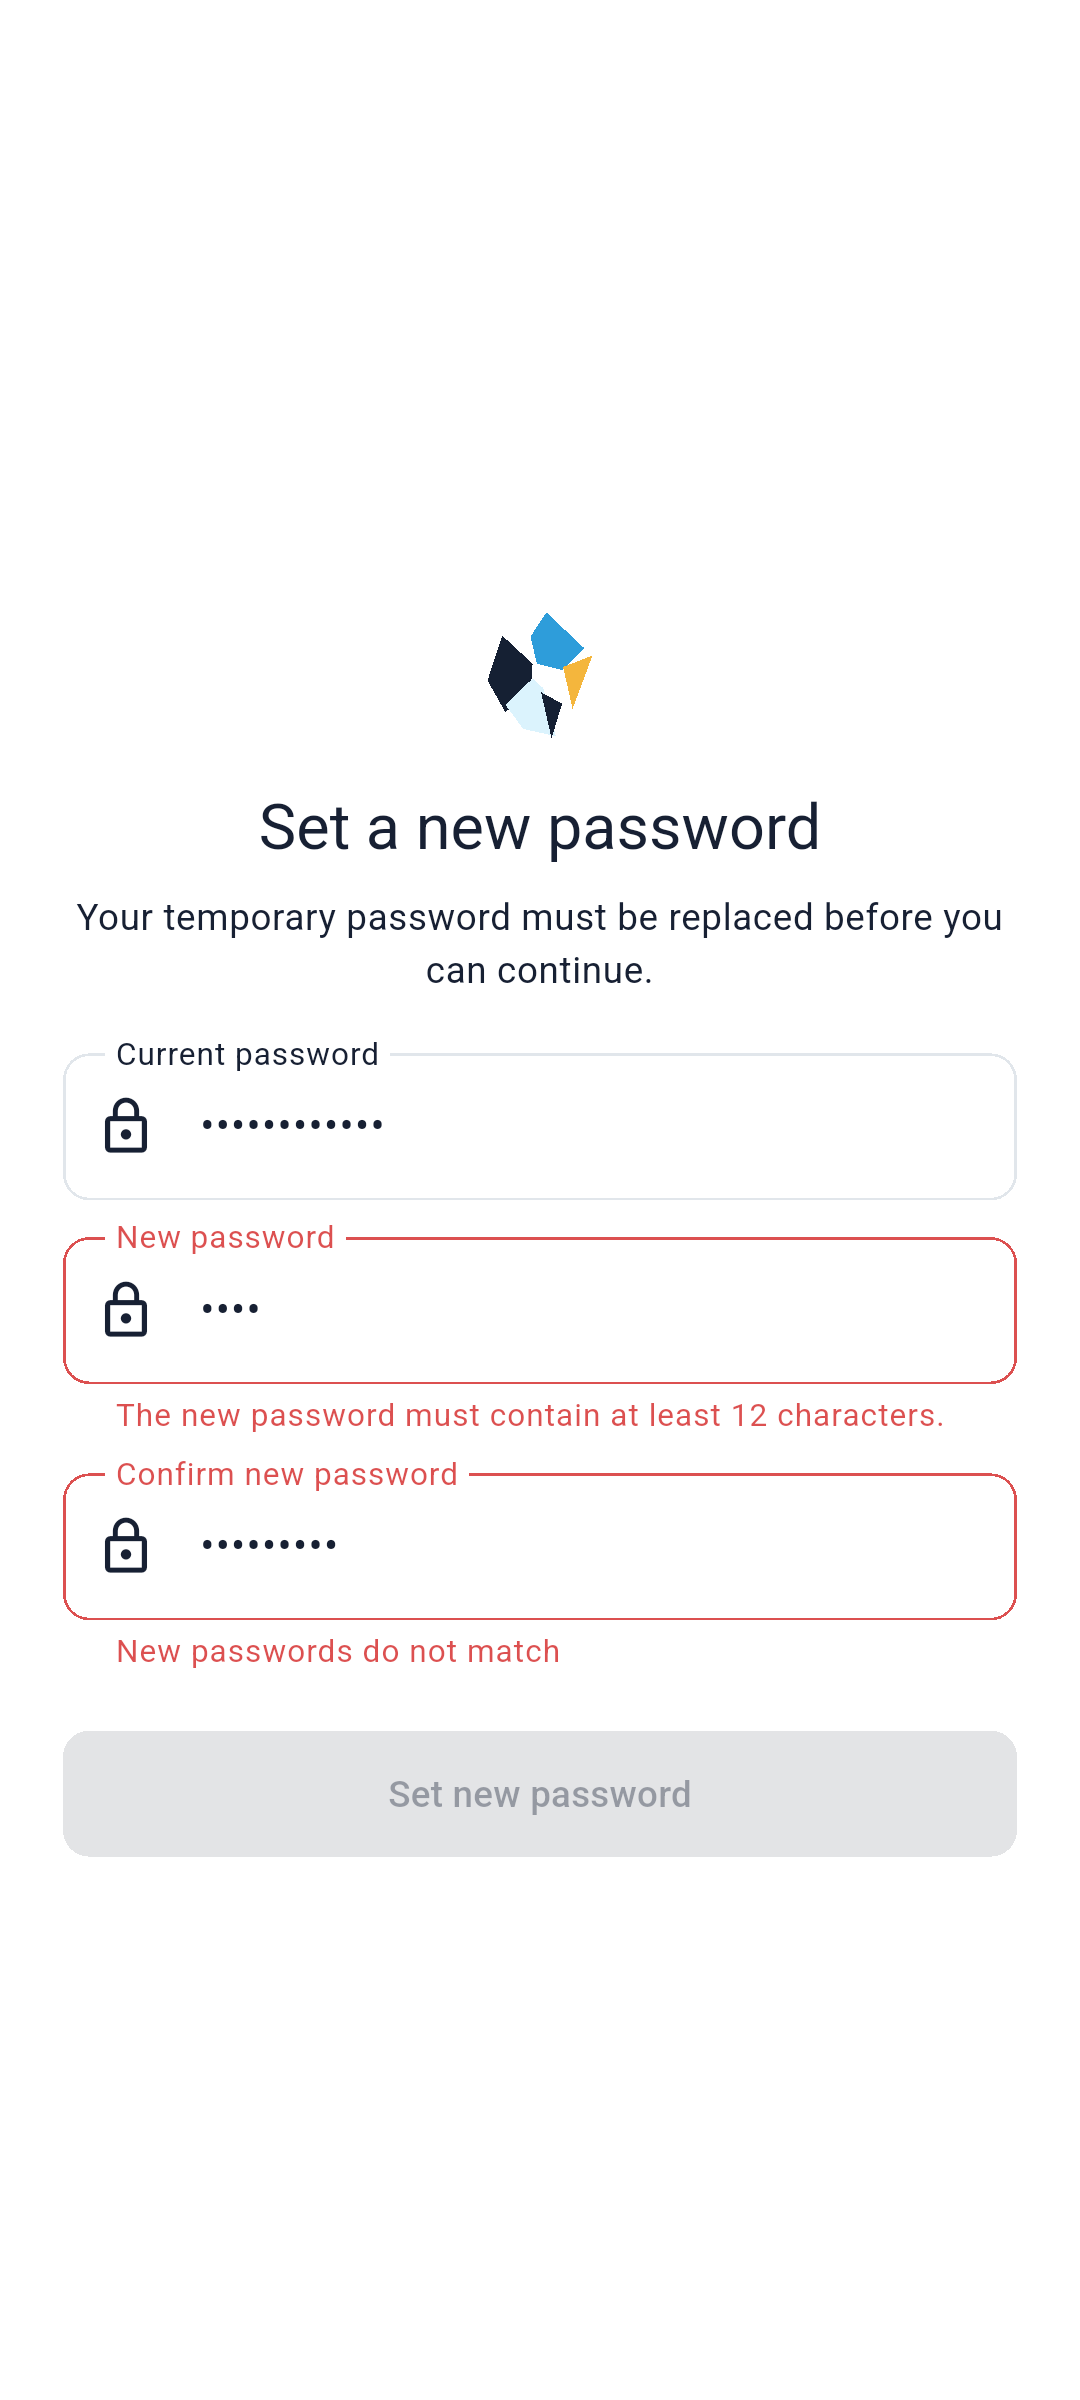 Set a new password
Your temporary password must be replaced before you
can continue.
Current password
••••••••••••
New password
••••
The new password must contain at least 12 characters.
Confirm new password
•••••••••
New passwords do not match
Set new password